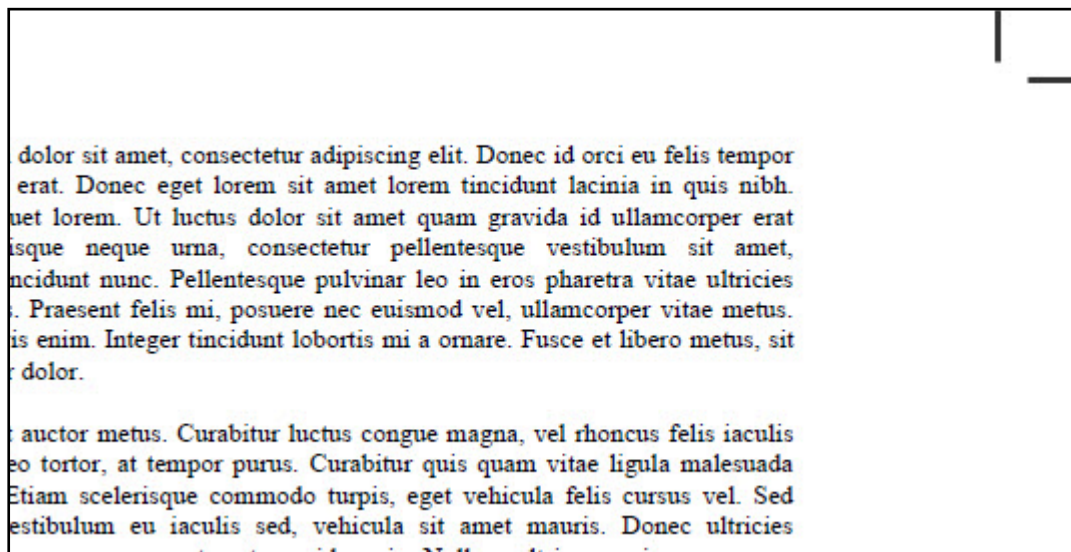 dolor sit amet, consectetur adipiscing elit. Donec id orci eu felis tempor
erat. Donec eget lorem sit amet lorem tincidunt lacinia in quis nibh.
uet lorem. Ut luctus dolor sit amet quam gravida id ullamcorper erat
isque neque urna, consectetur pellentesque vestibulum sit amet,
ncidunt nunc. Pellentesque pulvinar leo in eros pharetra vitae ultricies
. Praesent felis mi, posuere nec euismod vel, ullamcorper vitae metus.
is enim. Integer tincidunt lobortis mi a ornare. Fusce et libero metus, sit
dolor.
auctor metus. Curabitur luctus congue magna, vel rhoncus felis iaculis
eo tortor, at tempor purus. Curabitur quis quam vitae ligula malesuada
Etiam scelerisque commodo turpis, eget vehicula felis cursus vel. Sed
estibulum eu iaculis sed, vehicula sit amet mauris. Donec ultricies